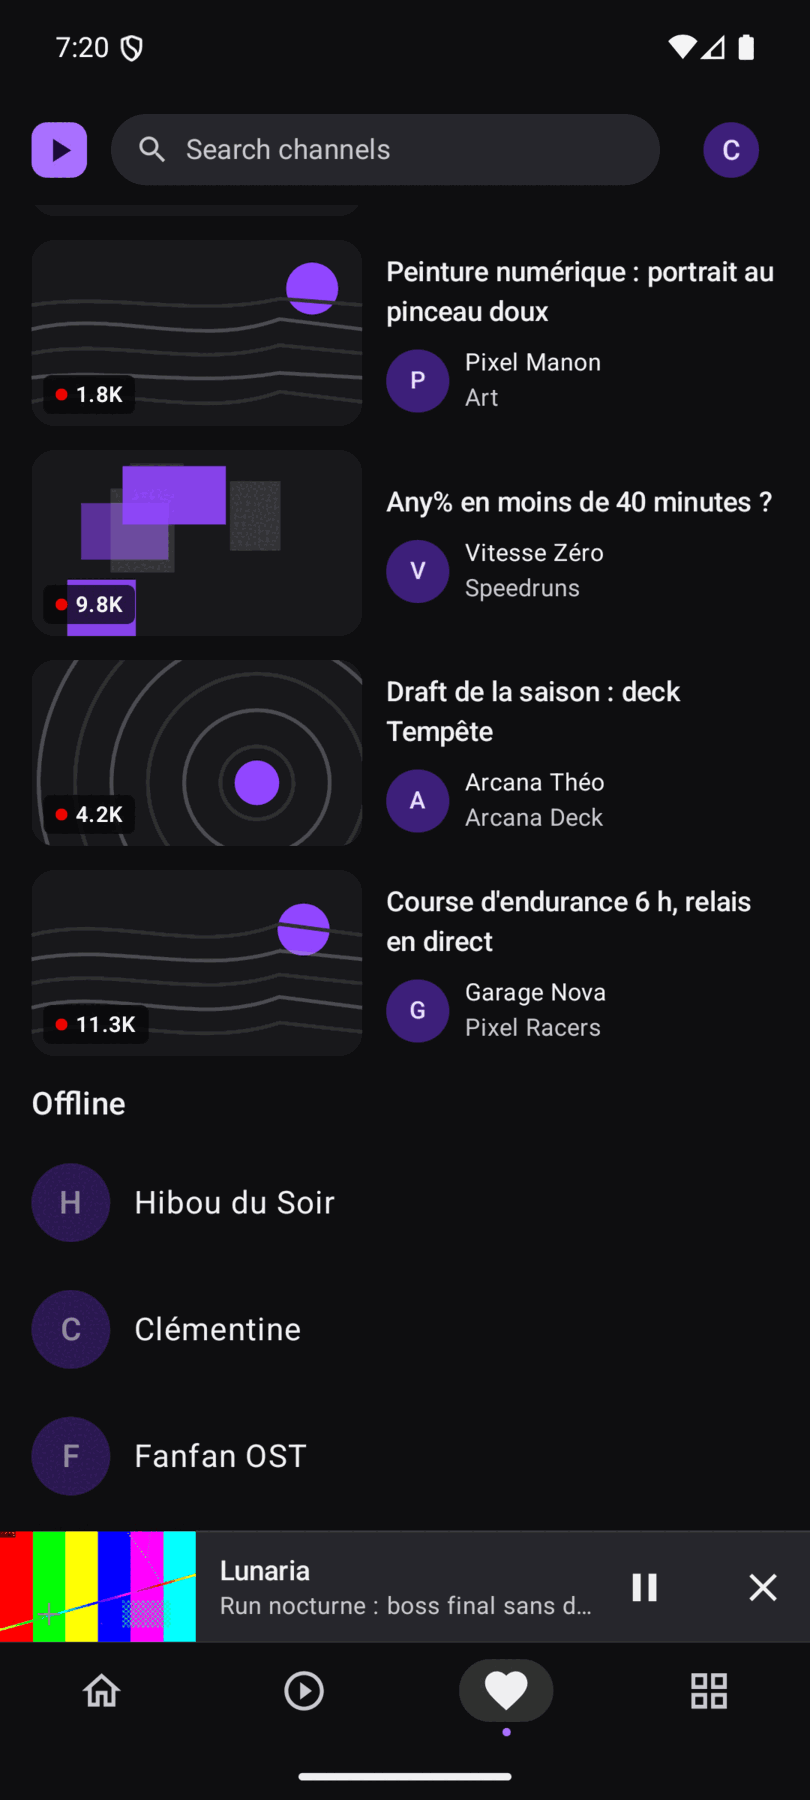 7:20
Search channels
C
Peinture numérique : portrait au
pinceau doux
P
Pixel Manon
Art
1.8K
Any% en moins de 40 minutes ?
V
Vitesse Zéro
Speedruns
9.8K
Draft de la saison : deck
Tempête
A
Arcana Théo
Arcana Deck
4.2K
Course d'endurance 6 h, relais
en direct
G
Garage Nova
Pixel Racers
11.3K
Offline
H
Hibou du Soir
C
Clémentine
F
Fanfan OST
Lunaria
Run nocturne : boss final sans d…